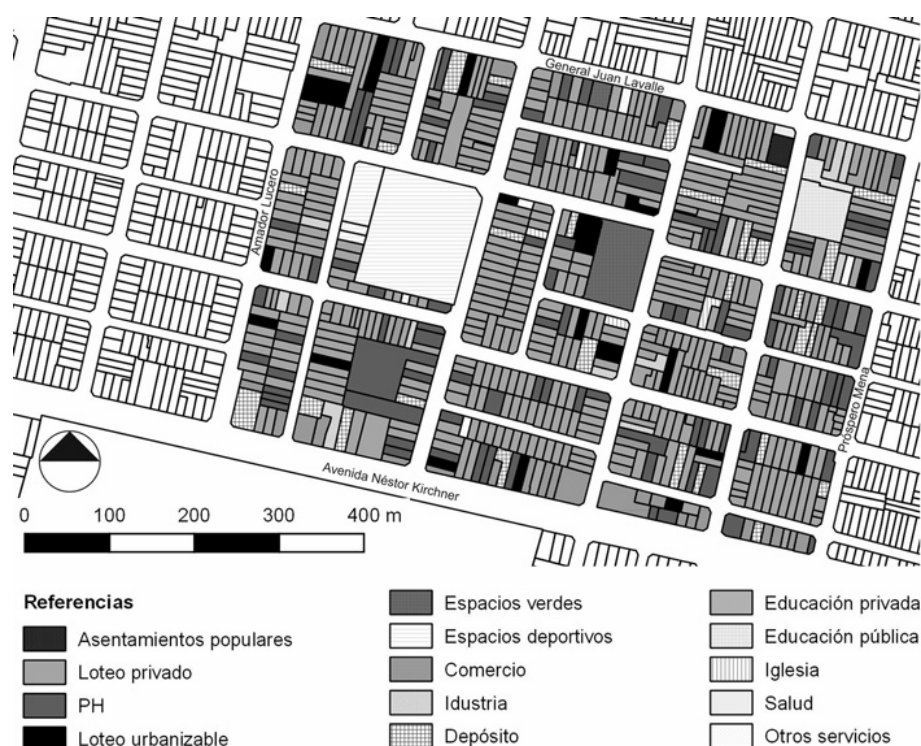 General Juan Lavalle
Amador Lucero
Próspero Mena
Avenida Néstor Kirchner
0 100 200 400 m
Referencias
Asentamientos populares
Loteo privado
PH
Loteo urbanizable
Espacios verdes
Espacios deportivos
Comercio
Idustria
Depósito
Educación privada
Educación pública
Iglesia
Salud
Otros servicios